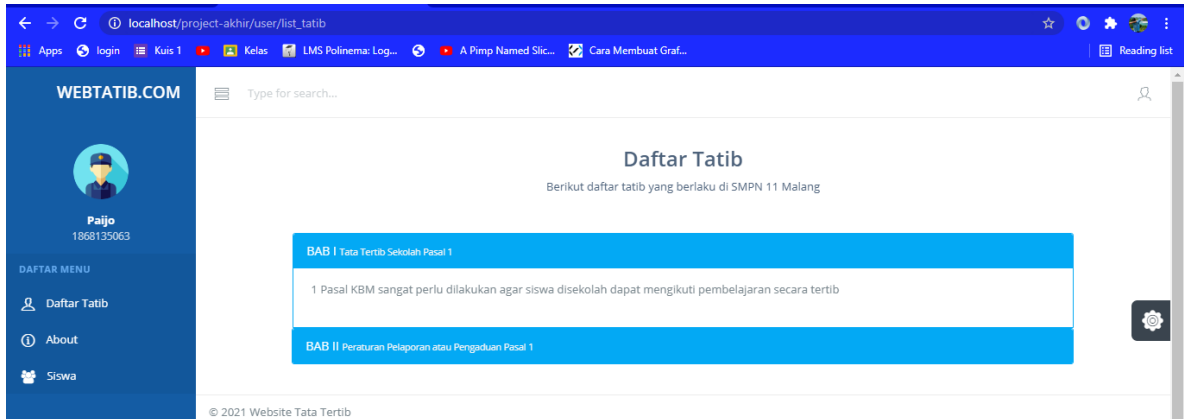 localhost/project-akhir/user/list_tatib
Apps login Kuis 1 Kelas LMS Polinema: Log... A Pimp Named Slic... Cara Membuat Graf... Reading list
WEBTATIB.COM
Type for search...
Paijo
1868135063
DAFTAR MENU
Daftar Tatib
About
Siswa
Daftar Tatib
Berikut daftar tatib yang berlaku di SMPN 11 Malang
BAB I Tata Tertib Sekolah Pasal 1
1 Pasal KBM sangat perlu dilakukan agar siswa disekolah dapat mengikuti pembelajaran secara tertib
BAB II Peraturan Pelaporan atau Pengaduan Pasal 1
© 2021 Website Tata Tertib